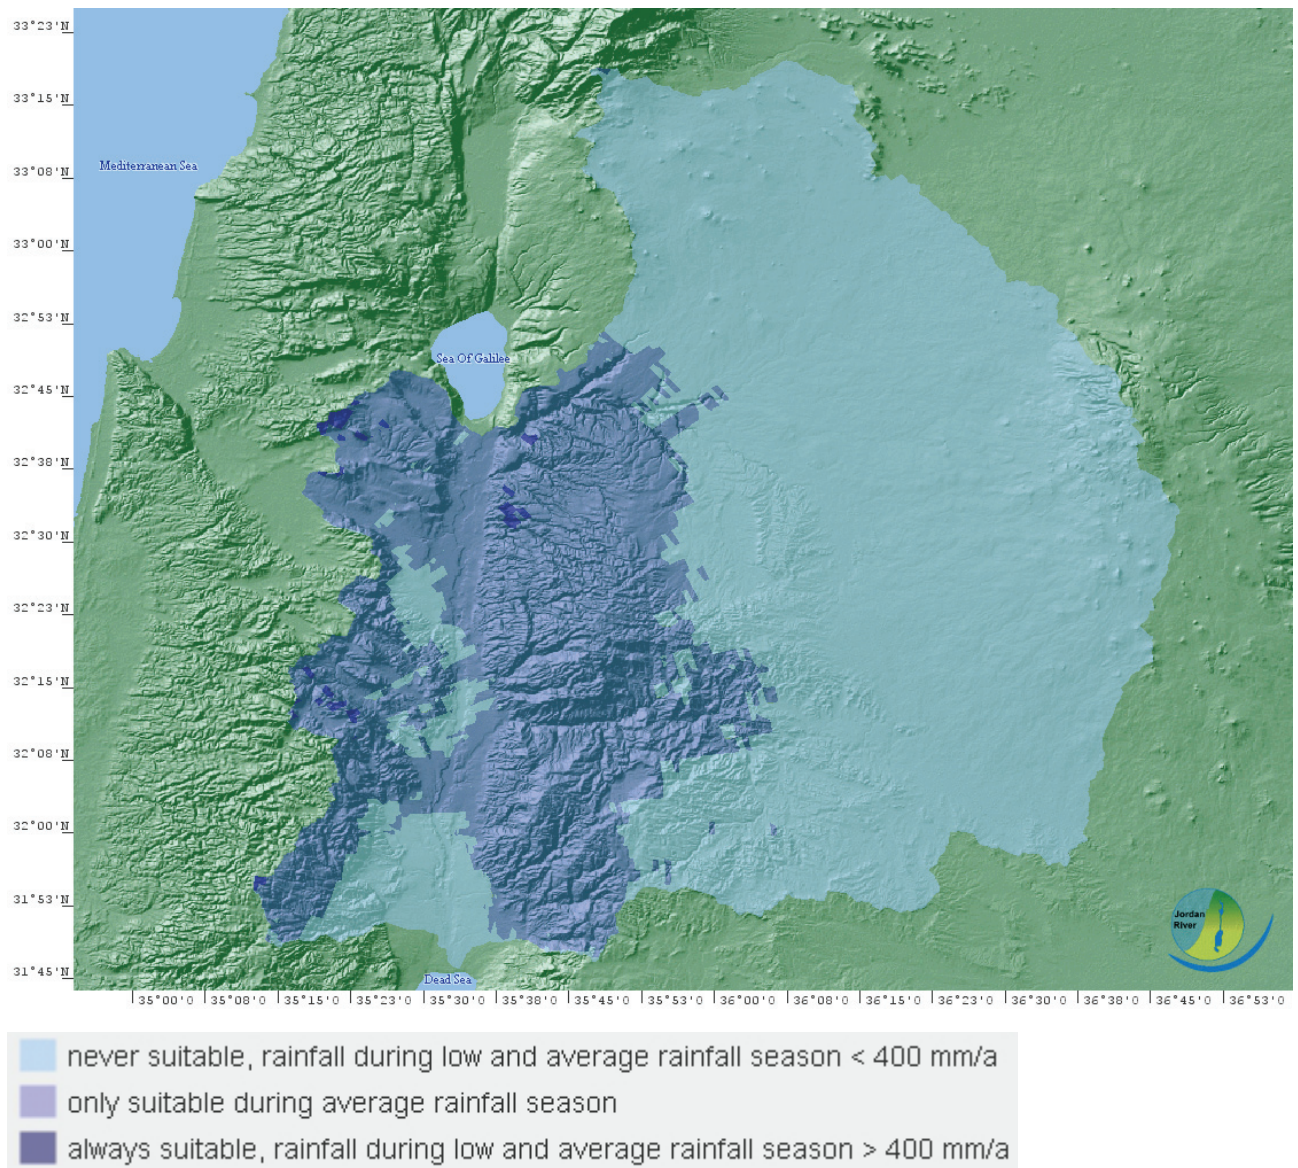 33°23'N
33°15'N
Mediterranean Sea
33°08'N
33°00'N
32°53'N
Sea Of Galilee
32°45'N
32°38'N
32°30'N
32°23'N
32°15'N
32°08'N
32°00'N
31°53'N
Jordan
River
31°45'N
Dead Sea
35°00'0 35°08'0 35°15'0 35°23'0 35°30'0 35°38'0 35°45'0 35°53'0 36°00'0 36°08'0 36°15'0 36°23'0 36°30'0 36°38'0 36°45'0 36°53'0
never suitable, rainfall during low and average rainfall season < 400 mm/a
only suitable during average rainfall season
always suitable, rainfall during low and average rainfall season > 400 mm/a